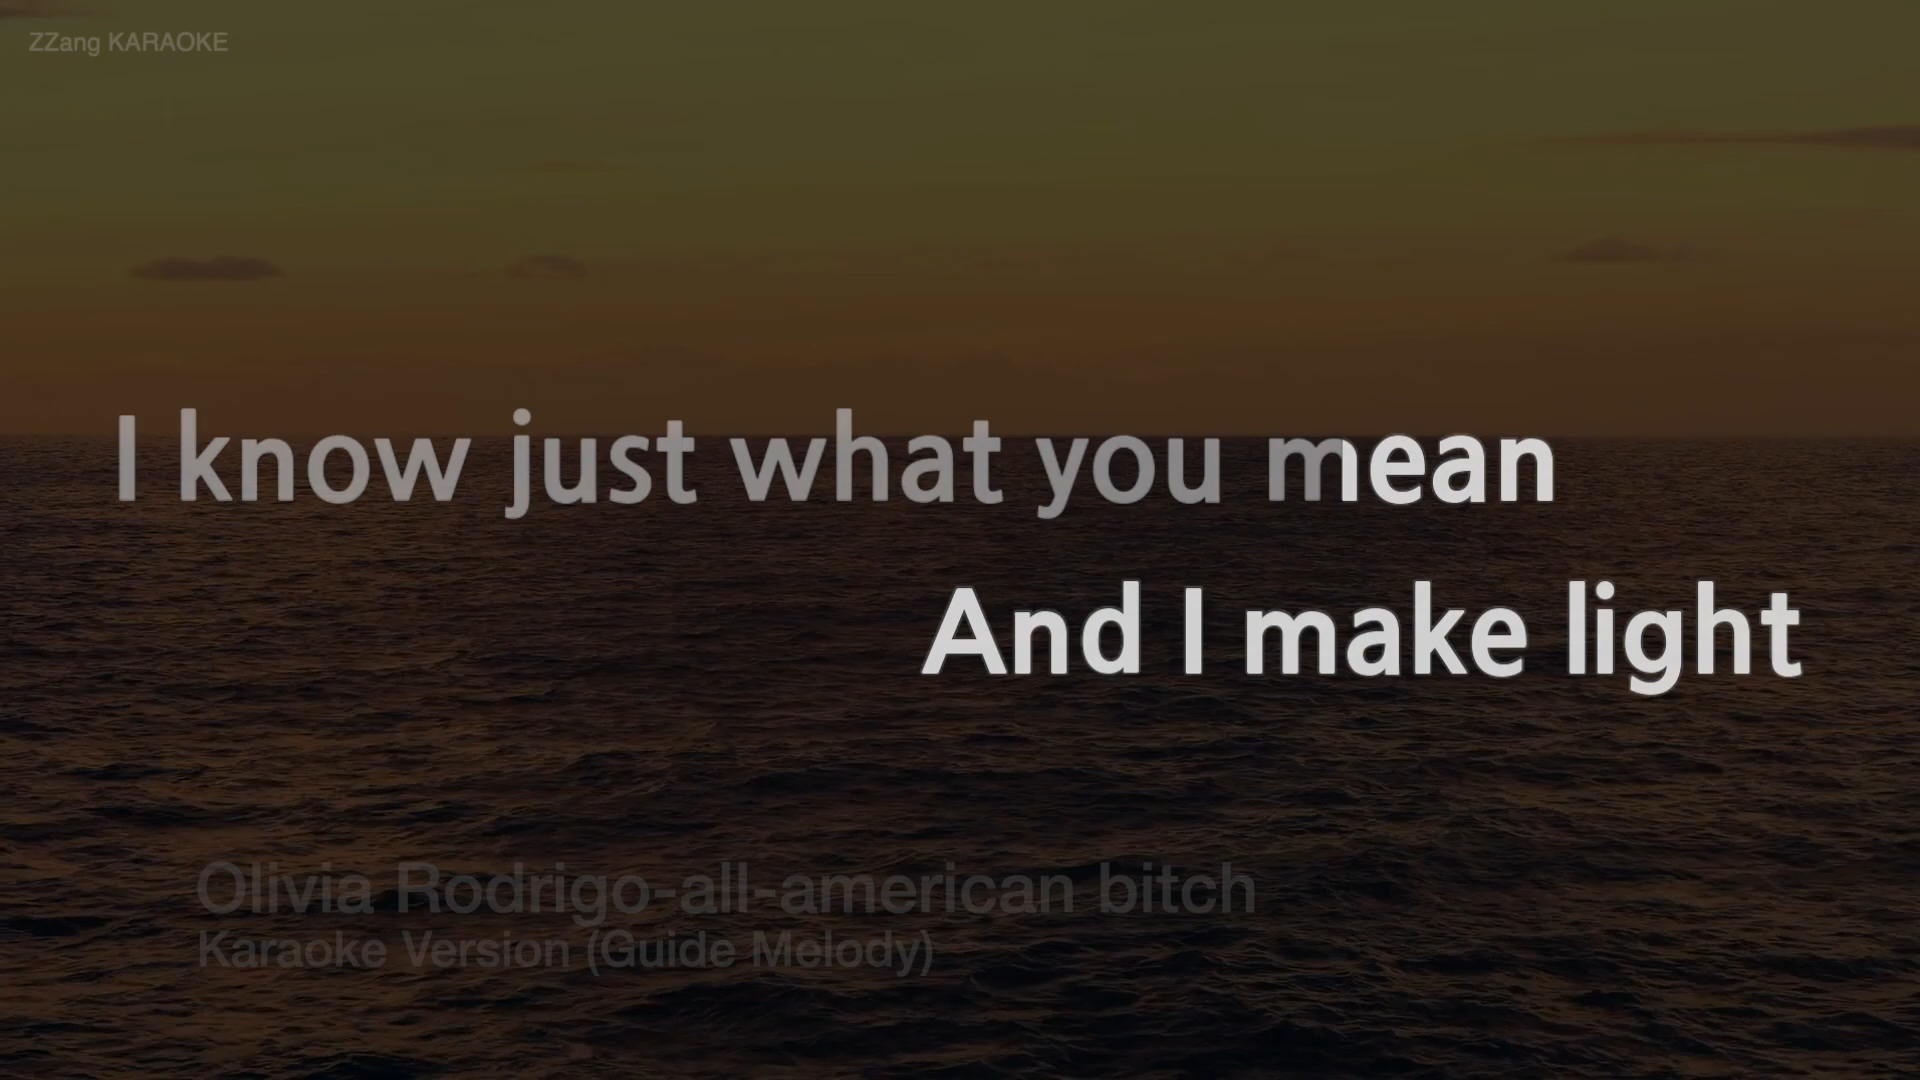 ZZang KARAOKE
I know just what you mean
And I make light
Olivia Rodrigo-all-american bitch
Karaoke Version (Guide Melody)